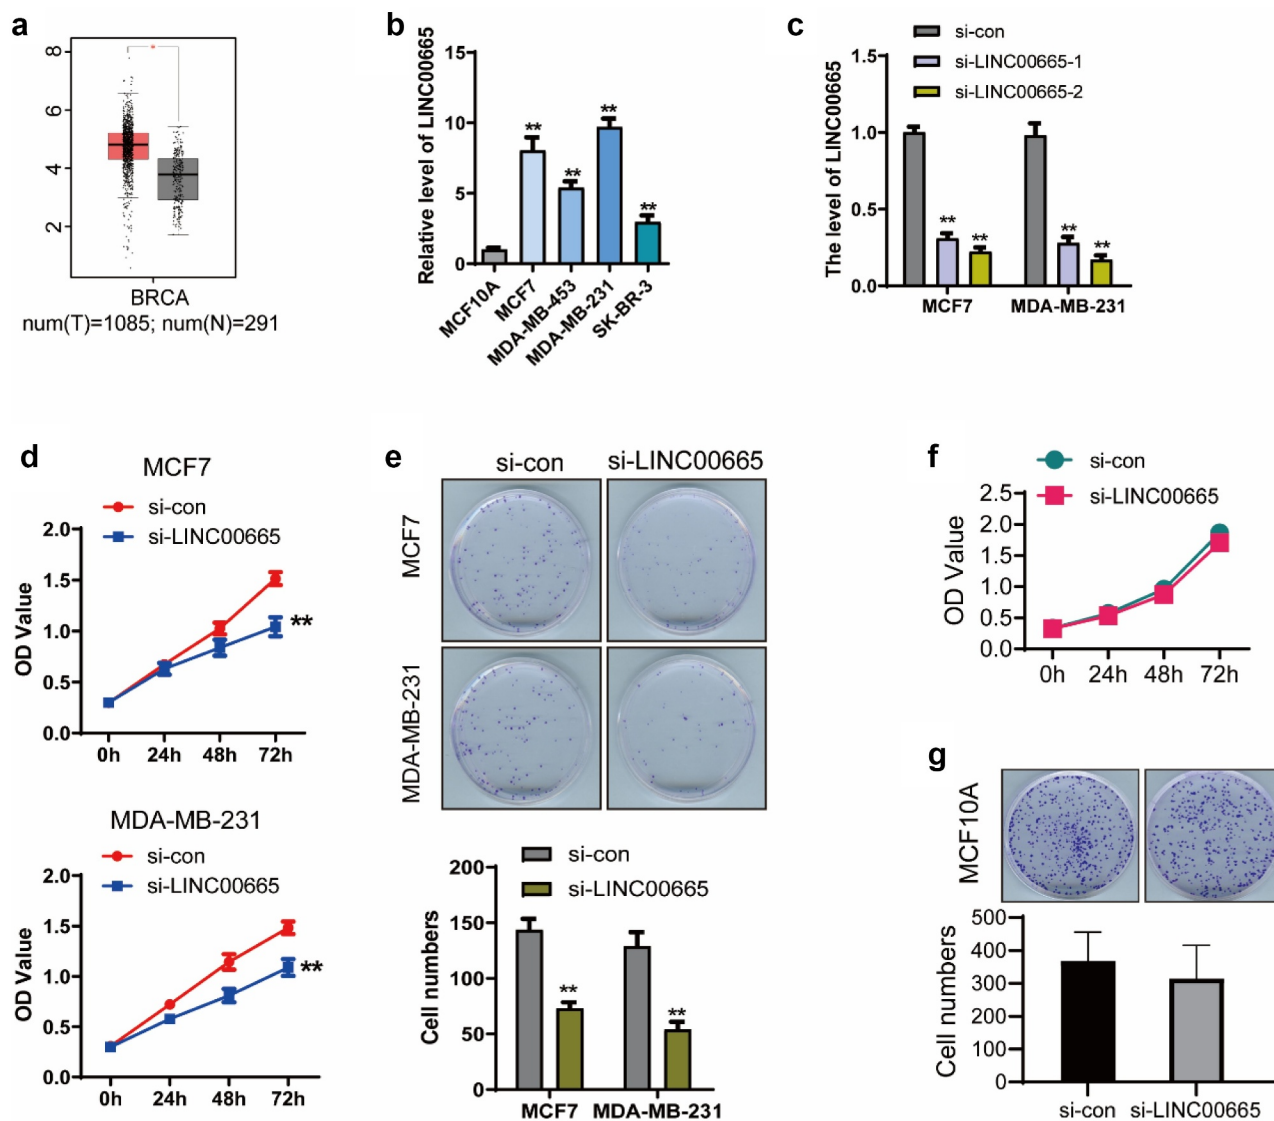 a
8
6
4
2
*
BRCA
num(T)=1085; num(N)=291
b
Relative level of LINC00665
15
10
5
0
**
**
**
**
MCF10A
MCF7
MDA-MB-453
MDA-MB-231
SK-BR-3
c
si-con
si-LINC00665-1
si-LINC00665-2
The level of LINC00665
1.5
1.0
0.5
0.0
**
**
**
**
MCF7
MDA-MB-231
d
MCF7
si-con
si-LINC00665
OD Value
2.0
1.5
1.0
0.5
0.0
**
0h 24h 48h 72h
MDA-MB-231
si-con
si-LINC00665
OD Value
2.0
1.5
1.0
0.5
0.0
**
0h 24h 48h 72h
e
si-con si-LINC00665
MCF7
MDA-MB-231
si-con
si-LINC00665
Cell numbers
200
150
100
50
0
**
**
MCF7 MDA-MB-231
f
si-con
si-LINC00665
OD Value
2.5
2.0
1.5
1.0
0.5
0.0
0h 24h 48h 72h
g
MCF10A
Cell numbers
500
400
300
200
100
0
si-con si-LINC00665